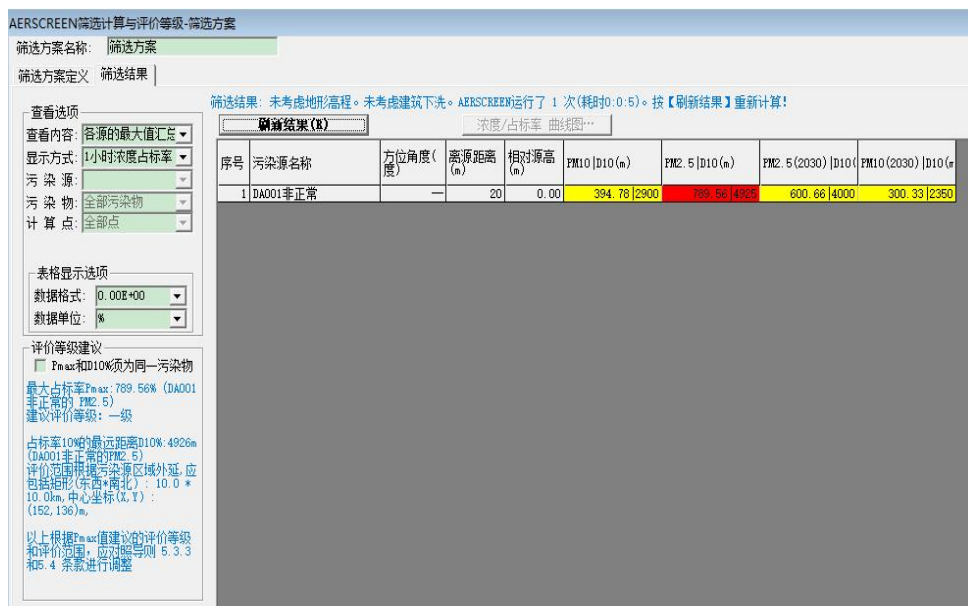 AERSCREEN筛选计算与评价等级-筛选方案
筛选方案名称: 筛选方案
筛选方案定义 筛选结果
筛选结果: 未考虑地形高程。未考虑建筑下洗。AERSCREEN运行了 1 次(耗时0:0:5)。按【刷新结果】重新计算!
刷新结果(R) 浓度/占标率 曲线图…
查看选项
查看内容: 各源的最大值汇总
显示方式: 1小时浓度占标率
污 染 源:
污 染 物: 全部污染物
计 算 点: 全部点
表格显示选项
数据格式: 0.00E+00
数据单位: %
评价等级建议
Pmax和D10%须为同一污染物
最大占标率Pmax:789.56% (DA001
非正常的 PM2.5)
建议评价等级: 一级
占标率10%的最远距离D10%:4926m
(DA001非正常的PM2.5)
评价范围根据污染源区域外延,应
包括矩形(东西*南北) : 10.0 *
10.0km,中心坐标(X,Y) :
(152,136)m。
以上根据Pmax值建议的评价等级
和评价范围, 应对照导则 5.3.3
和5.4 条款进行调整
序号 污染源名称 方位角度(度) 离源距离(m) 相对源高(m) PM10|D10(m) PM2.5|D10(m) PM2.5(2030)|D10( PM10(2030)|D10(m
1 DA001非正常 — 20 0.00 394.78|2900 789.56|4925 600.66|4000 300.33|2350